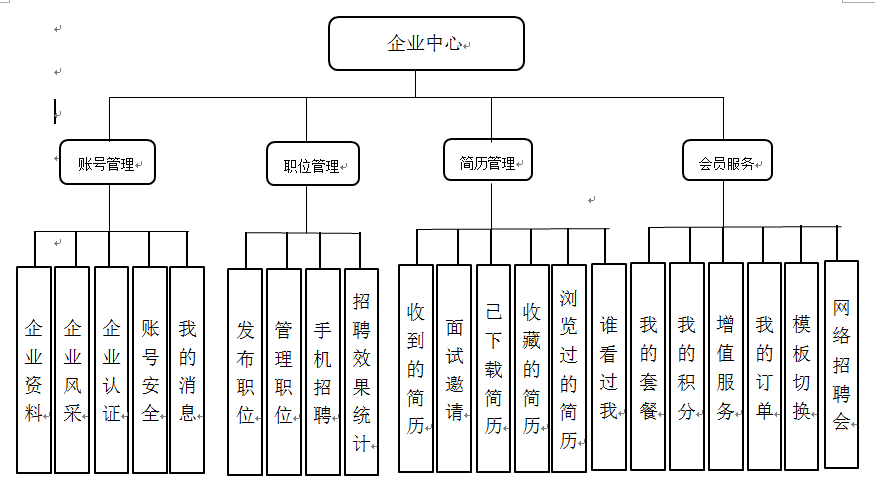 企业中心
账号管理
职位管理
简历管理
会员服务
企业资料
企业风采
企业认证
账号安全
我的消息
发布职位
管理职位
手机招聘
招聘效果统计
收到的简历
面试邀请
已下载简历
收藏的简历
浏览过的简历
谁看过我
我的套餐
我的积分
增值服务
我的订单
模板切换
网络招聘会